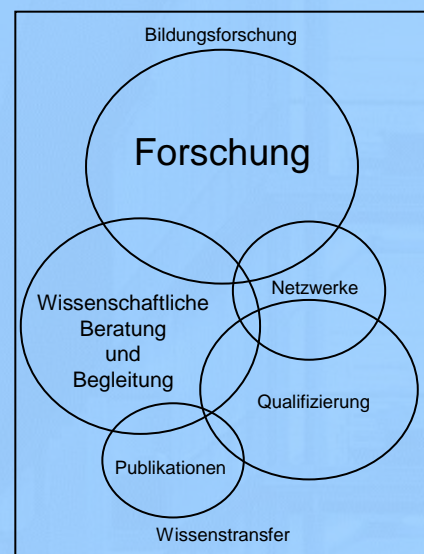 Bildungsforschung
Forschung
Netzwerke
Wissenschaftliche
Beratung
und
Begleitung
Qualifizierung
Publikationen
Wissenstransfer